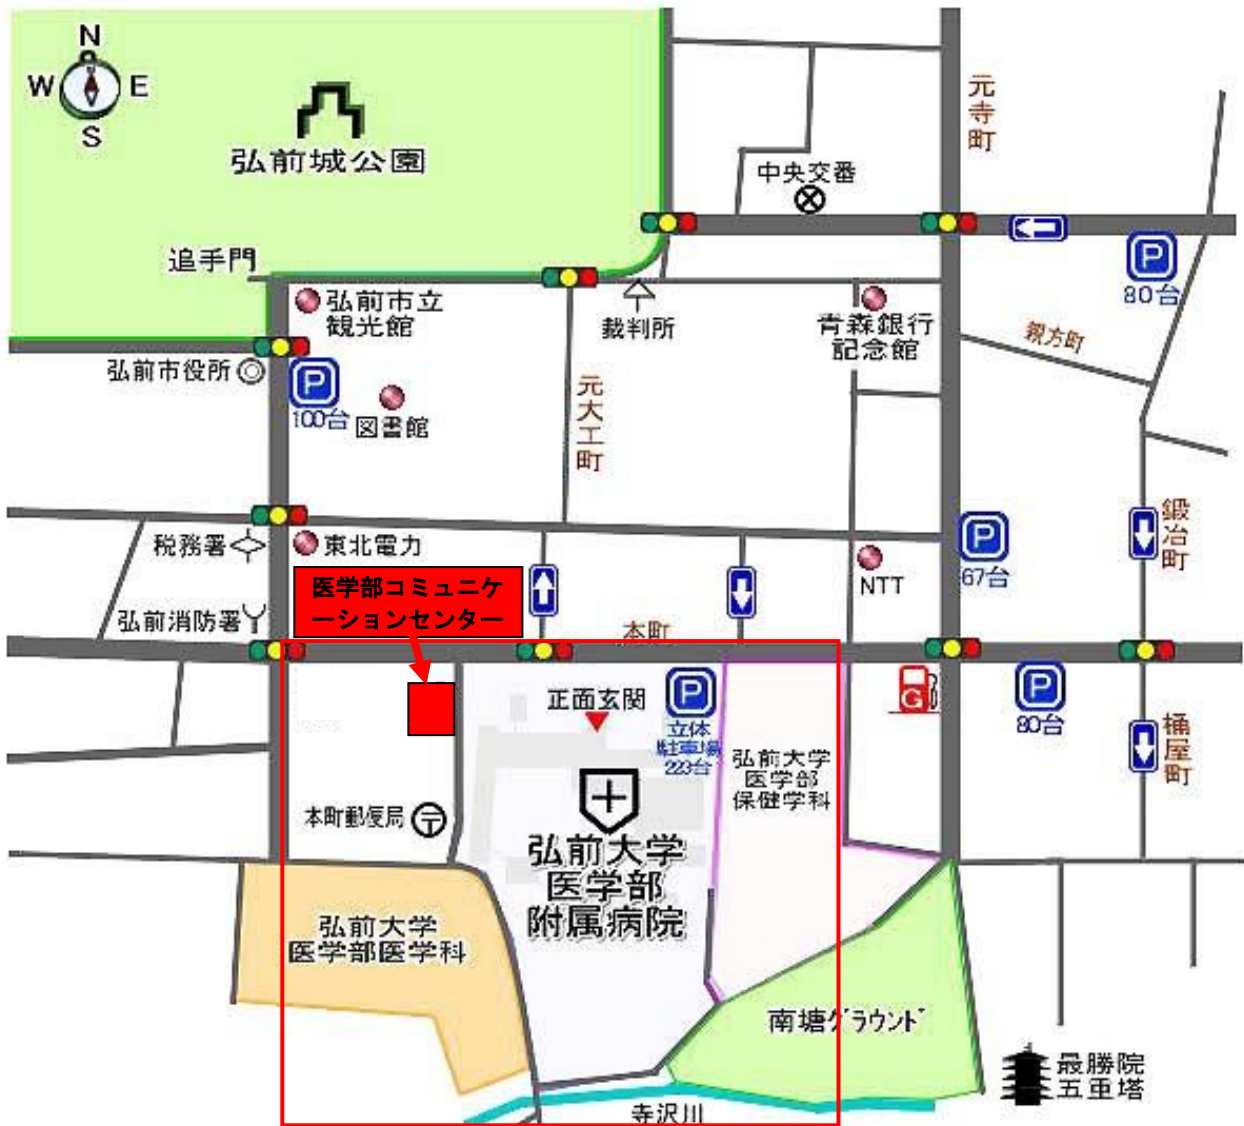 N
W E
S
弘前城公園
元寺町
中央交番
追手門
P
80台
弘前市立
観光館
裁判所
青森銀行
記念館
親方町
弘前市役所
P
100台
図書館
元大工町
税務署
東北電力
P
67台
鍛冶町
NTT
医学部コミュニケ
ーションセンター
弘前消防署
本町
正面玄関
P
立体
駐車場
223台
G
P
80台
桶屋町
弘前大学
医学部
保健学科
本町郵便局
弘前大学
医学部
附属病院
弘前大学
医学部医学科
南塘グラウンド
最勝院
五重塔
寺沢川